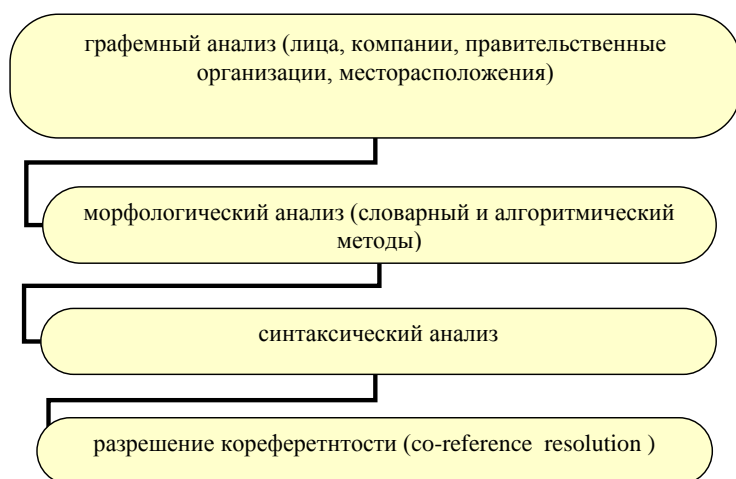 графемный анализ (лица, компании, правительственные
организации, месторасположения)
морфологический анализ (словарный и алгоритмический
методы)
синтаксический анализ
разрешение кореферетнтости (co-reference resolution )